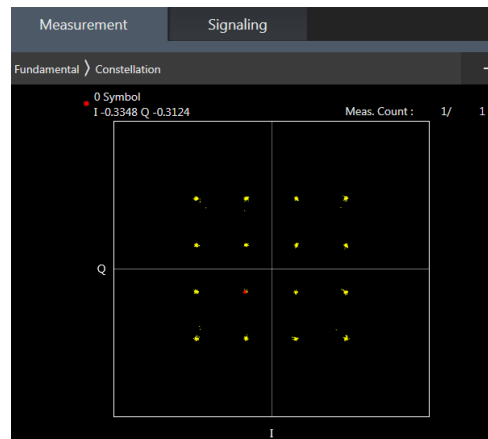 Measurement Signaling
Fundamental 〉 Constellation
0 Symbol
I -0.3348 Q -0.3124 Meas. Count : 1/ 1
Q
I